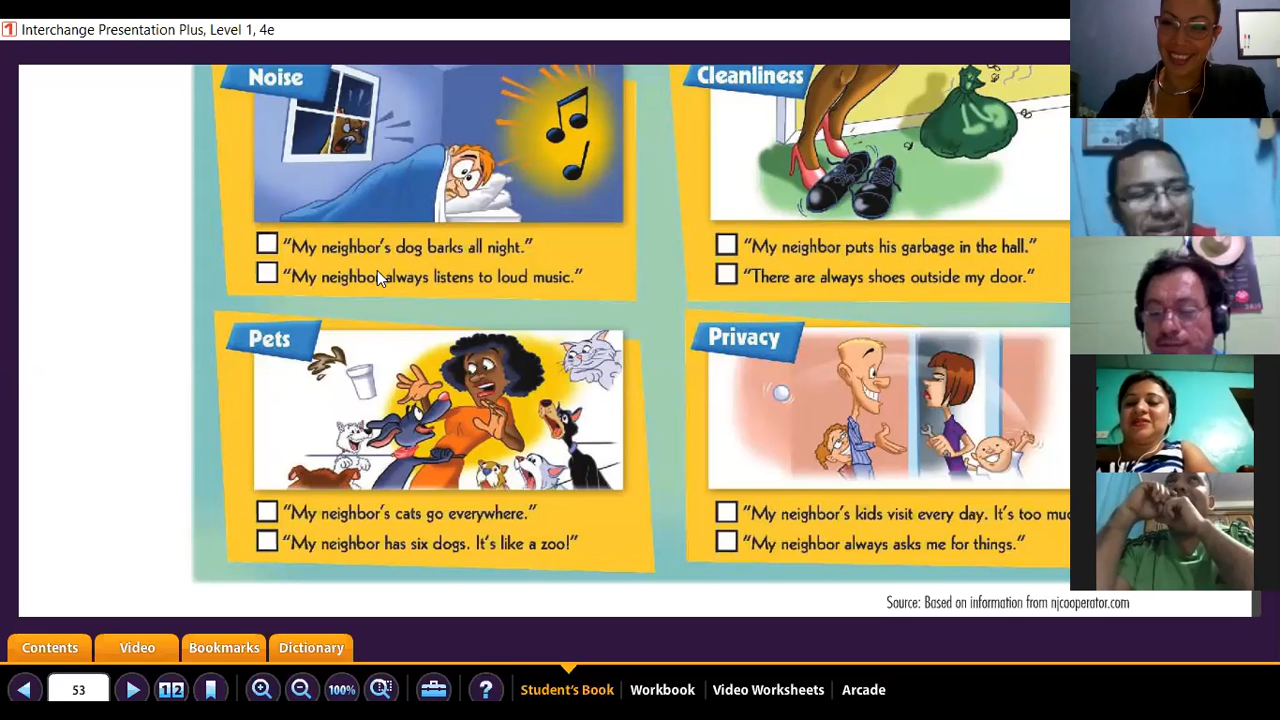 Interchange Presentation Plus, Level 1, 4e
Noise
"My neighbor's dog barks all night."
"My neighbor always listens to loud music."
Cleanliness
"My neighbor puts his garbage in the hall."
"There are always shoes outside my door."
Pets
"My neighbor's cats go everywhere."
"My neighbor has six dogs. It's like a zoo!"
Privacy
"My neighbor's kids visit every day. It's too
"My neighbor always asks me for things."
Source: Based on information from njcooperator.com
Contents Video Bookmarks Dictionary
53 12 100% ? Student's Book Workbook Video Worksheets Arcade